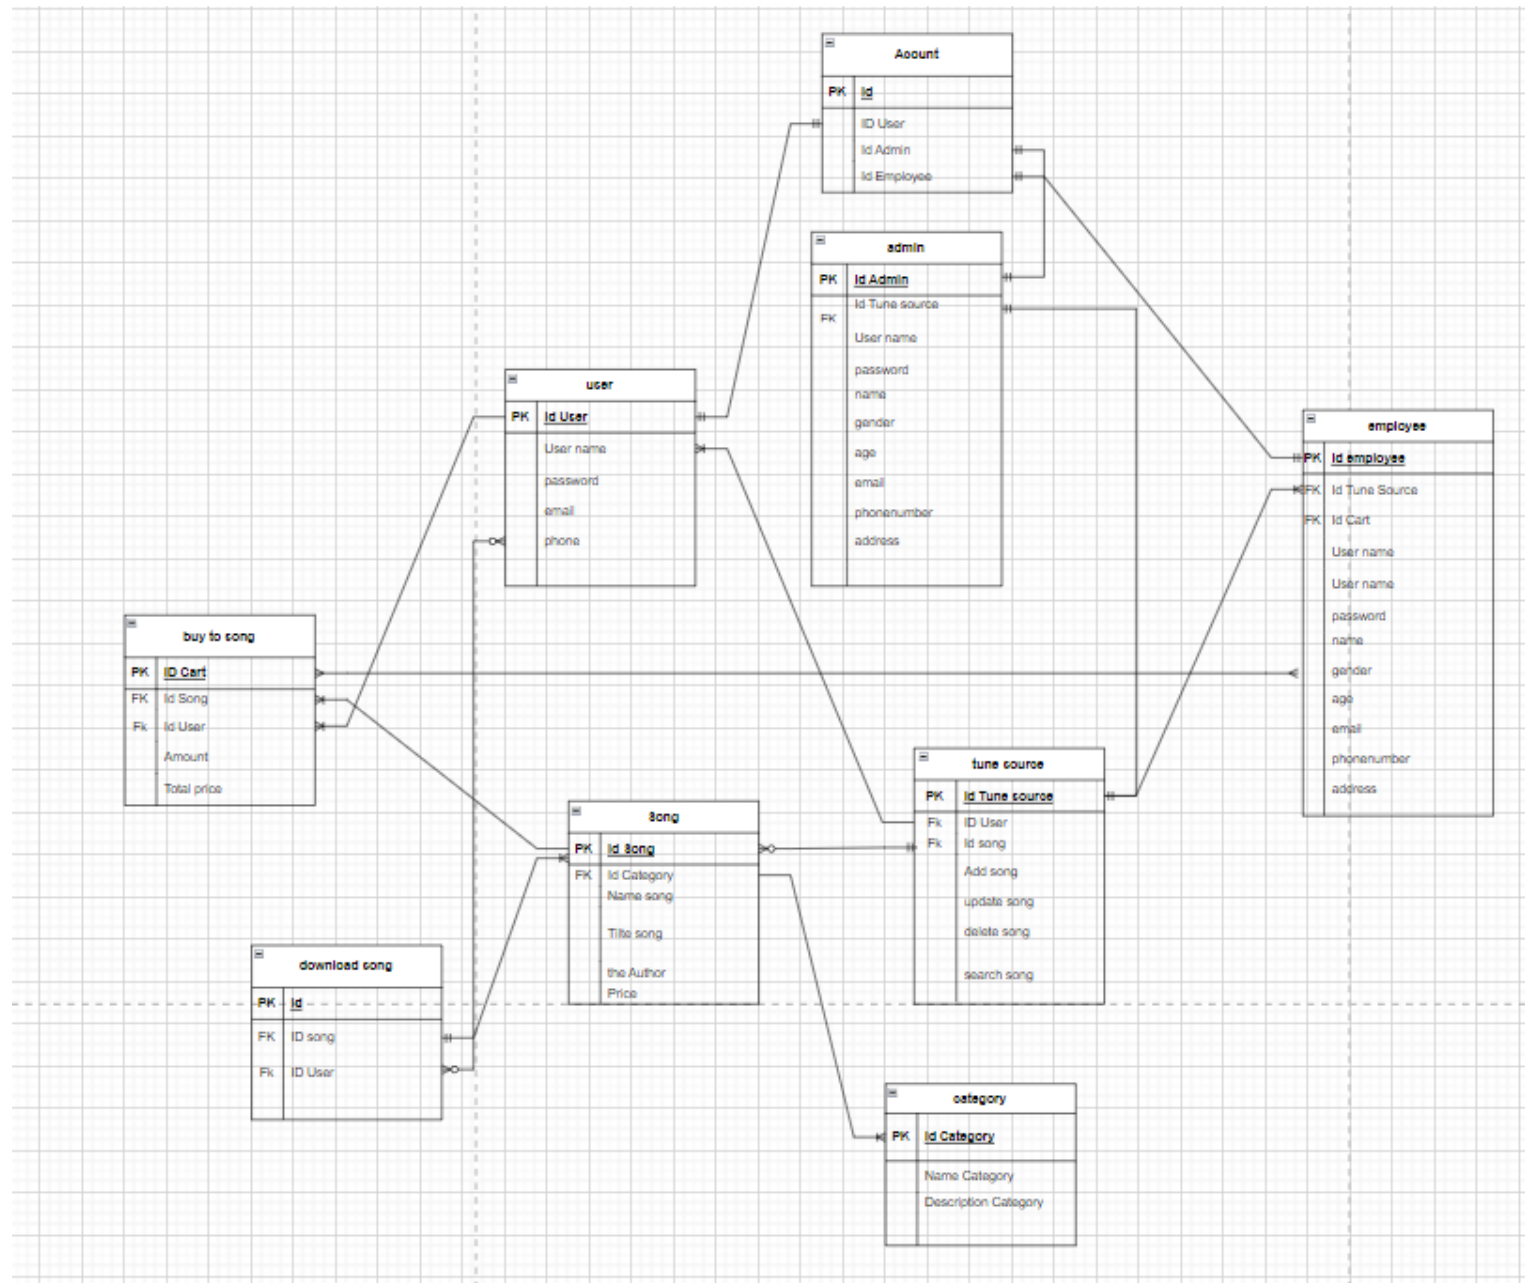 Acount
PK Id
ID User
Id Admin
Id Employee
admin
PK Id Admin
Id Tune source
FK
User name
password
name
gender
age
email
phonenumber
address
user
PK Id User
User name
password
email
phone
employee
PK Id employee
FK Id Tune Source
FK Id Cart
User name
User name
password
name
gender
age
email
phonenumber
address
buy to song
PK ID Cart
FK Id Song
Fk Id User
Amount
Total price
tune source
PK Id Tune source
Fk ID User
Fk Id song
Add song
update song
delete song
search song
Song
PK Id Song
FK Id Category
Name song
Tilte song
the Author
Price
download song
PK Id
FK ID song
Fk ID User
category
PK Id Category
Name Category
Description Category